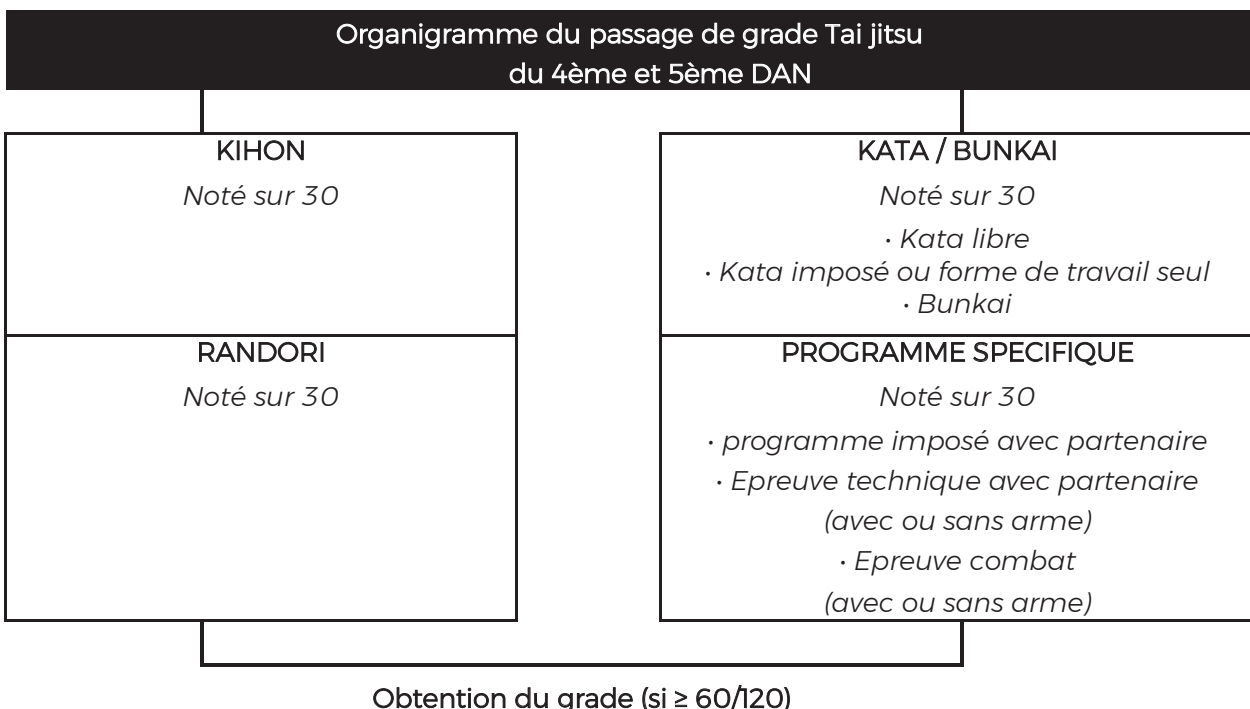 Organigramme du passage de grade Tai jitsu
du 4ème et 5ème DAN
KIHON
Noté sur 30
RANDORI
Noté sur 30
KATA / BUNKAI
Noté sur 30
• Kata libre
• Kata imposé ou forme de travail seul
• Bunkai
PROGRAMME SPECIFIQUE
Noté sur 30
• programme imposé avec partenaire
• Epreuve technique avec partenaire
(avec ou sans arme)
• Epreuve combat
(avec ou sans arme)
Obtention du grade (si ≥ 60/120)